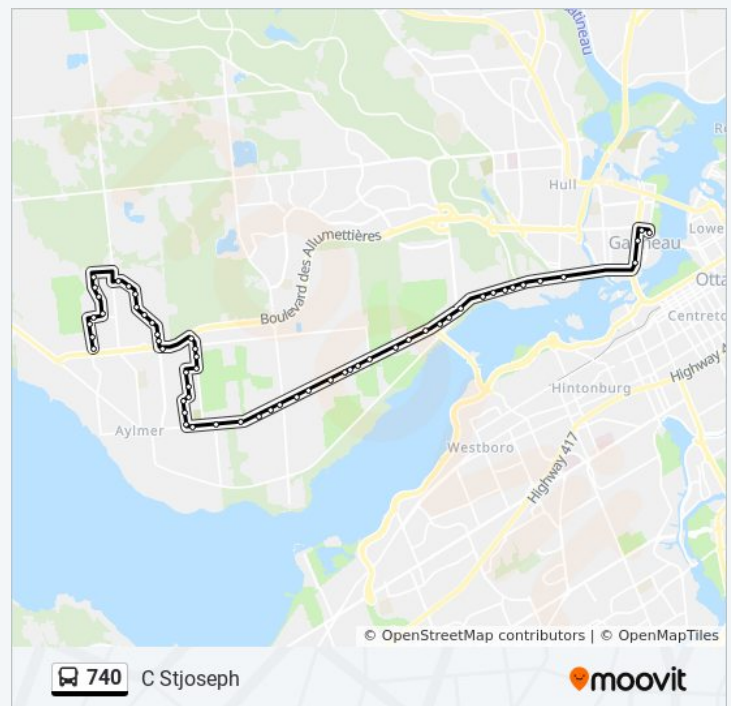 atineau
Hull
Boulevard des Allumettières
Gatineau
Lowe
Otta
Centreto
Highway 4
Hintonburg
Aylmer
Westboro
Highway 417
© OpenStreetMap contributors | © OpenMapTiles
740 C Stjoseph
moovit